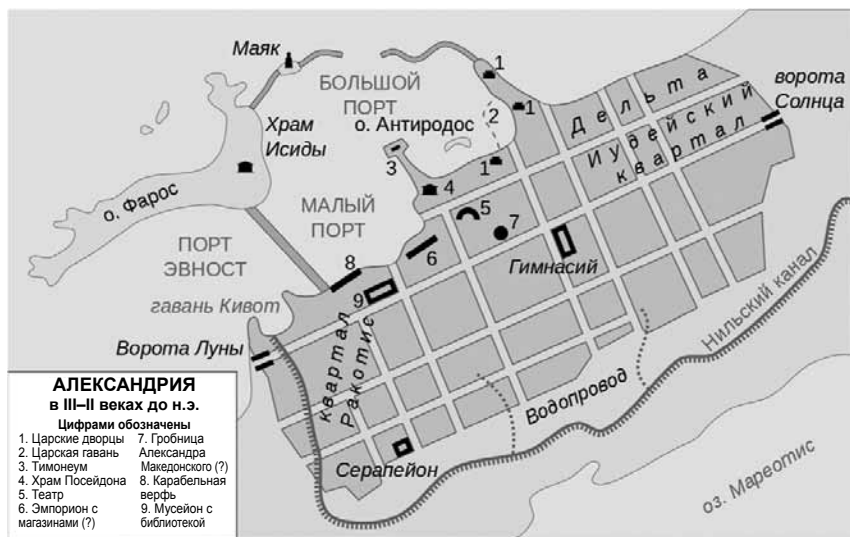 Маяк
БОЛЬШОЙ
ПОРТ
1
1
2
ворота
Солнца
Дельта
ИУдейский
квартал
Храм
Исиды
о. Антиродос
3
1
4
о. Фарос
МАЛЫЙ
ПОРТ
5
7
6
ПОРТ
ЭВНОСТ
8
Гимнасий
гавань Кивот
9
Ворота Луны
квартал
Ракотис
Нильский канал
Водопровод
Серапейон
оз. Мареотис
АЛЕКСАНДРИЯ
в III–II веках до н.э.
Цифрами обозначены
1. Царские дворцы
2. Царская гавань
3. Тимонеум
4. Храм Посейдона
5. Театр
6. Эмпорион с
магазинами (?)
7. Гробница
Александра
Македонского (?)
8. Карабельная
верфь
9. Мусейон с
библиотекой